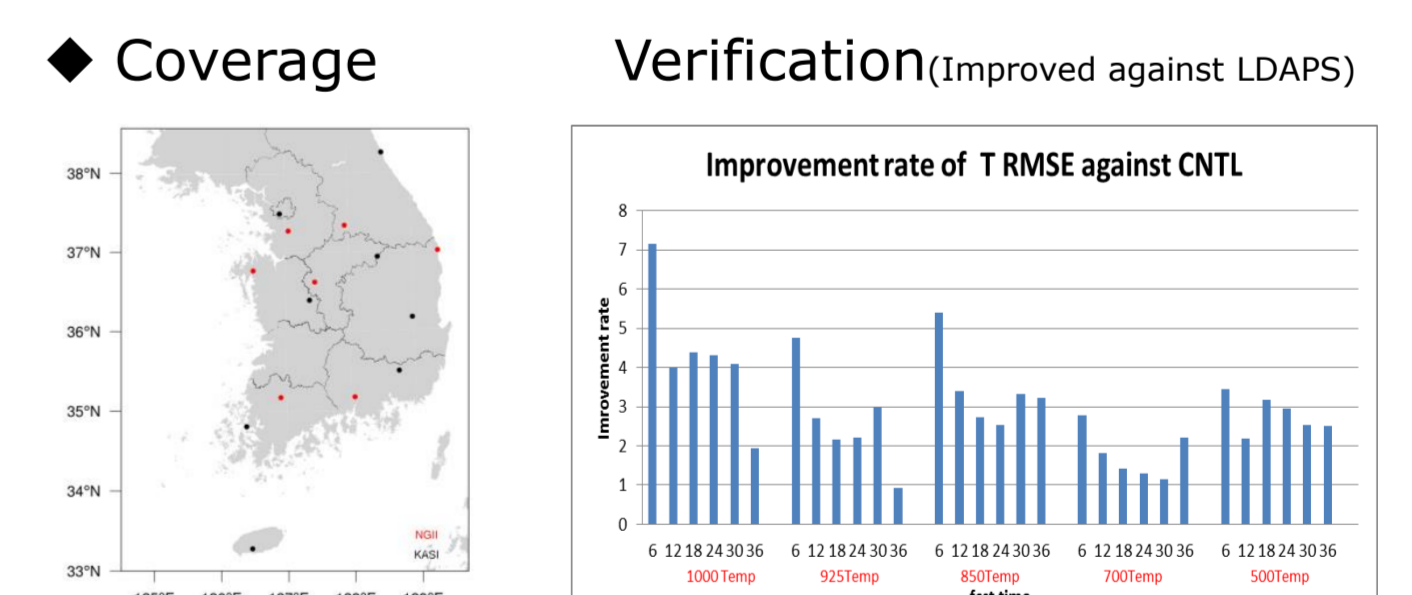 ◆ Coverage
Verification(Improved against LDAPS)
38°N
37°N
36°N
35°N
34°N
33°N
NGII
KASI
Improvement rate of T RMSE against CNTL
Imrovement rate
8
7
6
5
4
3
2
1
0
6 12 18 24 30 36 6 12 18 24 30 36 6 12 18 24 30 36 6 12 18 24 30 36 6 12 18 24 30 36
1000 Temp 925Temp 850Temp 700Temp 500Temp